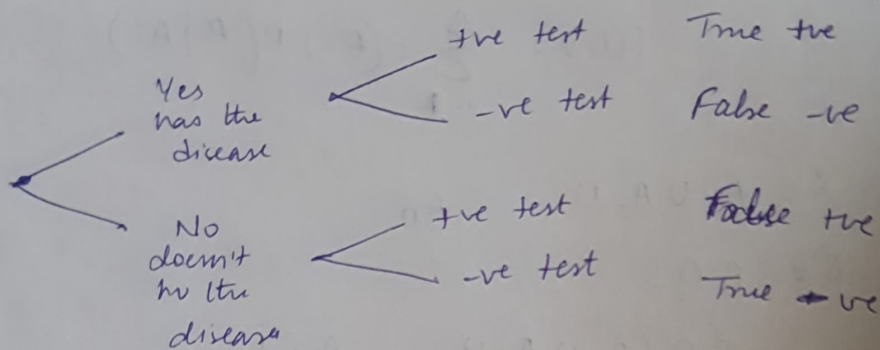 +ve test True +ve
Yes
has the
disease
-ve test False -ve
No
doesn't
hv the
disease
+ve test False +ve
-ve test True -ve